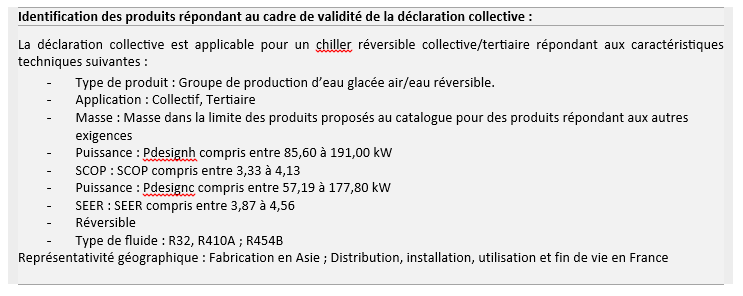 Identification des produits répondant au cadre de validité de la déclaration collective :
La déclaration collective est applicable pour un chiller réversible collective/tertiaire répondant aux caractéristiques
techniques suivantes :
- Type de produit : Groupe de production d'eau glacée air/eau réversible.
- Application : Collectif, Tertiaire
- Masse : Masse dans la limite des produits proposés au catalogue pour des produits répondant aux autres
exigences
- Puissance : Pdesignh compris entre 85,60 à 191,00 kW
- SCOP : SCOP compris entre 3,33 à 4,13
- Puissance : Pdesignc compris entre 57,19 à 177,80 kW
- SEER : SEER compris entre 3,87 à 4,56
- Réversible
- Type de fluide : R32, R410A ; R454B
Représentativité géographique : Fabrication en Asie ; Distribution, installation, utilisation et fin de vie en France